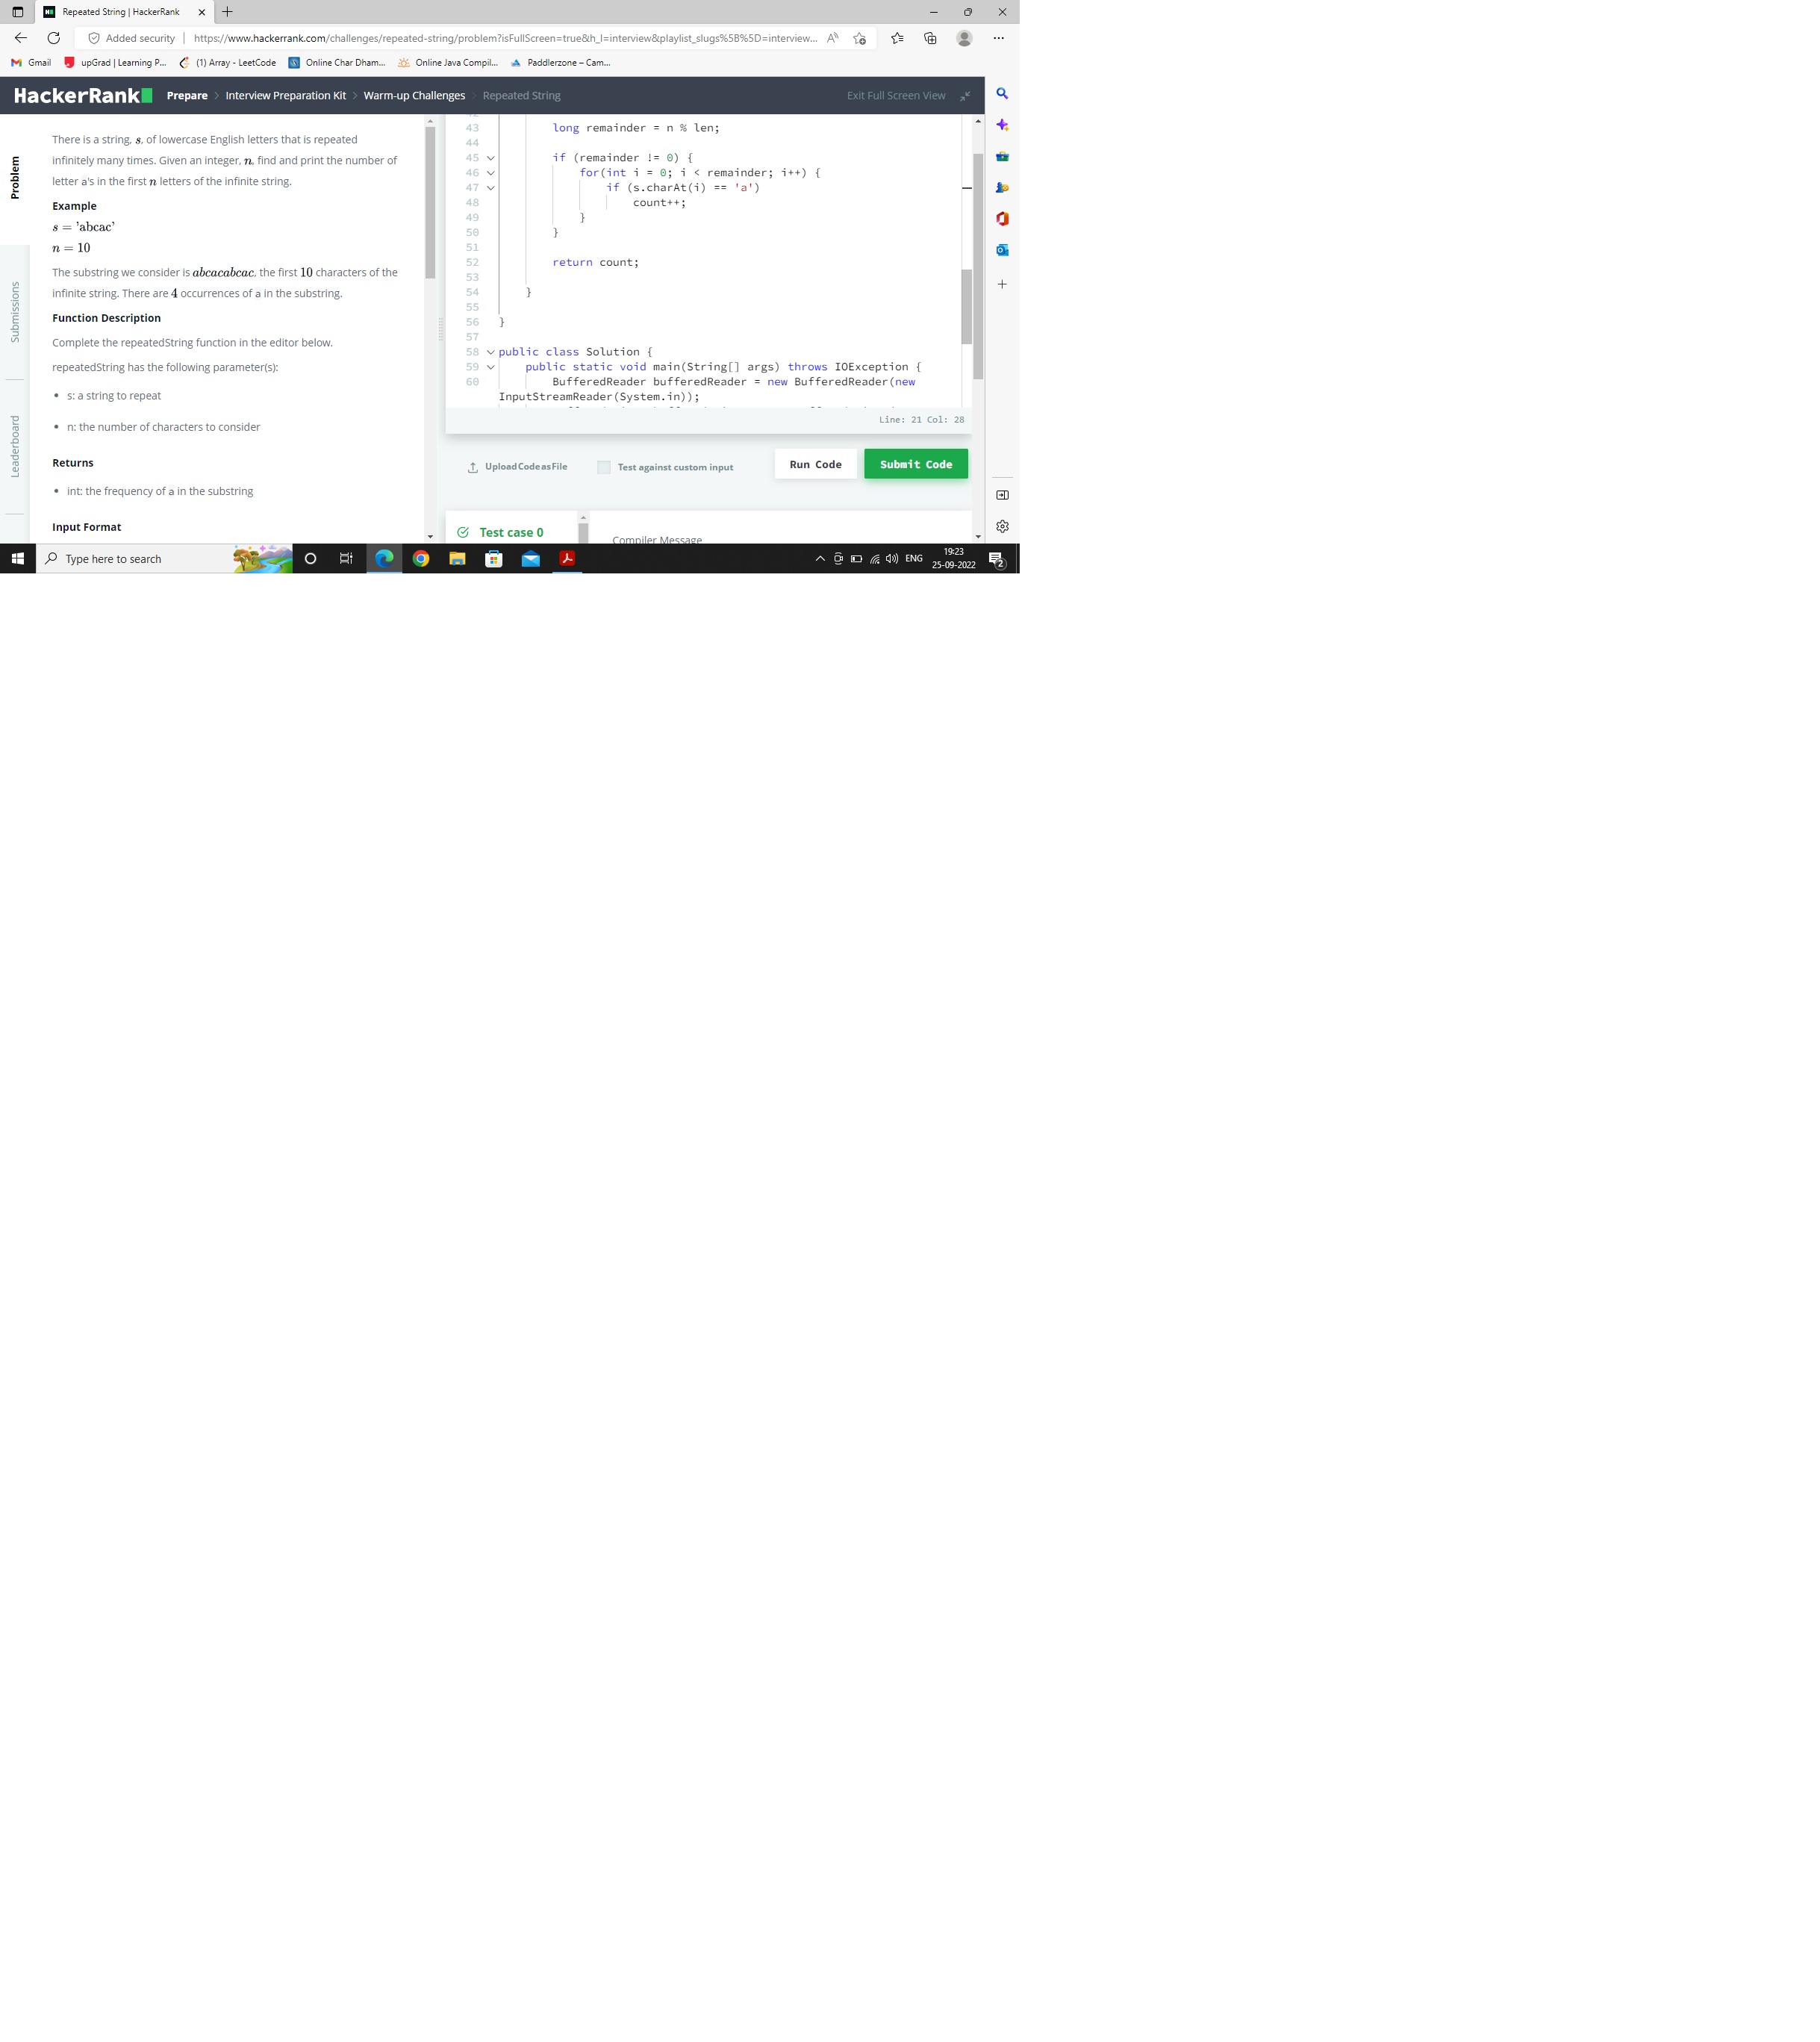 Repeated String | HackerRank
Added security
https://www.hackerrank.com/challenges/repeated-string/problem?isFullScreen=true&h_l=interview&playlist_slugs%5B%5D=interview...
Gmail
upGrad | Learning P...
(1) Array - LeetCode
Online Char Dham...
Online Java Compil...
Paddlerzone – Cam...
HackerRank
Prepare > Interview Preparation Kit > Warm-up Challenges > Repeated String
Exit Full Screen View
Problem
Submissions
Leaderboard
There is a string, s, of lowercase English letters that is repeated
infinitely many times. Given an integer, n, find and print the number of
letter a's in the first n letters of the infinite string.
Example
s = 'abcac'
n = 10
The substring we consider is abcacabcac, the first 10 characters of the
infinite string. There are 4 occurrences of a in the substring.
Function Description
Complete the repeatedString function in the editor below.
repeatedString has the following parameter(s):
• s: a string to repeat
• n: the number of characters to consider
Returns
• int: the frequency of a in the substring
Input Format
43 long remainder = n % len;
44
45 if (remainder != 0) {
46 for(int i = 0; i < remainder; i++) {
47 if (s.charAt(i) == 'a')
48 count++;
49 }
50 }
51
52 return count;
53
54 }
55
56 }
57
58 public class Solution {
59 public static void main(String[] args) throws IOException {
60 BufferedReader bufferedReader = new BufferedReader(new
InputStreamReader(System.in));
Line: 21 Col: 28
Upload Code as File
Test against custom input
Run Code
Submit Code
Test case 0
Compiler Message
Type here to search
ENG
19:23
25-09-2022
2